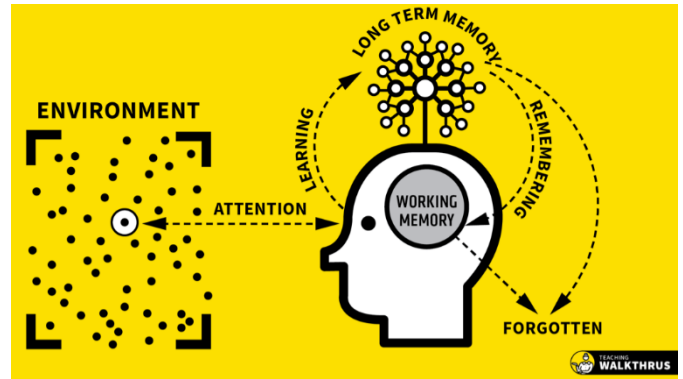 LONG TERM MEMORY
ENVIRONMENT
LEARNING
REMEMBERING
ATTENTION
WORKING
MEMORY
FORGOTTEN
TEACHING
WALKTHRUS